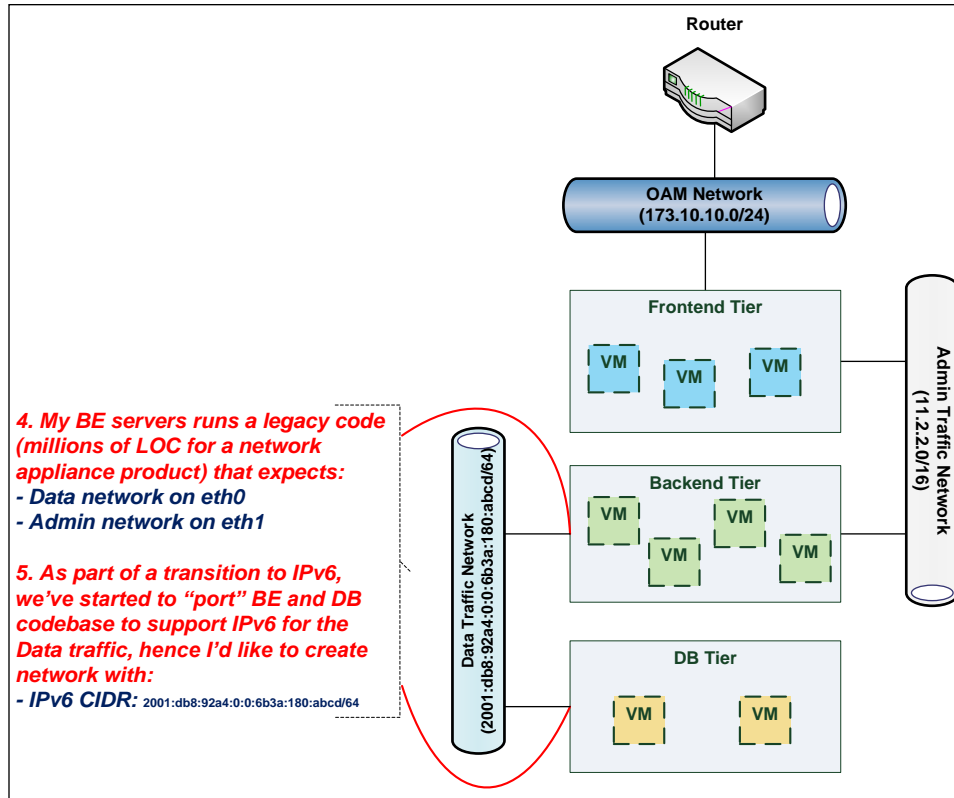 Router
OAM Network
(173.10.10.0/24)
Frontend Tier
VM
VM
VM
Admin Traffic Network
(11.2.2.0/16)
4. My BE servers runs a legacy code
(millions of LOC for a network
appliance product) that expects:
- Data network on eth0
- Admin network on eth1
5. As part of a transition to IPv6,
we've started to “port” BE and DB
codebase to support IPv6 for the
Data traffic, hence I'd like to create
network with:
- IPv6 CIDR: 2001:db8:92a4:0:0:6b3a:180:abcd/64
Data Traffic Network
(2001:db8:92a4:0:0:6b3a:180:abcd/64)
Backend Tier
VM
VM
VM
VM
DB Tier
VM
VM